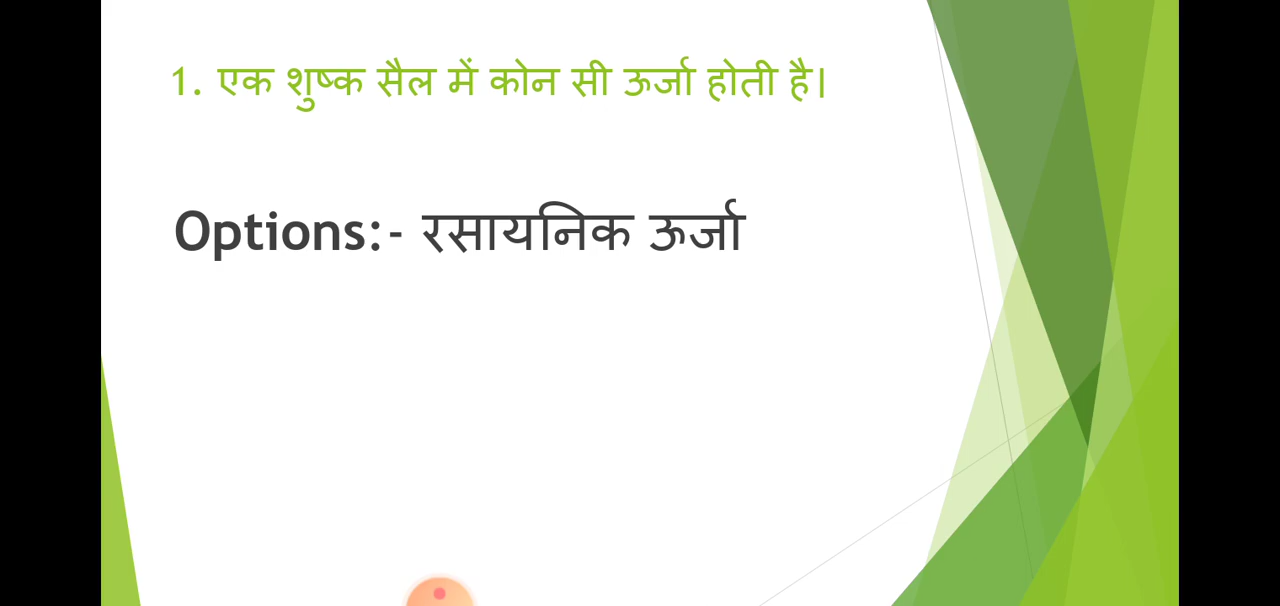 1. एक शुष्क सैल में कोन सी ऊर्जा होती है।
Options:- रसायनिक ऊर्जा